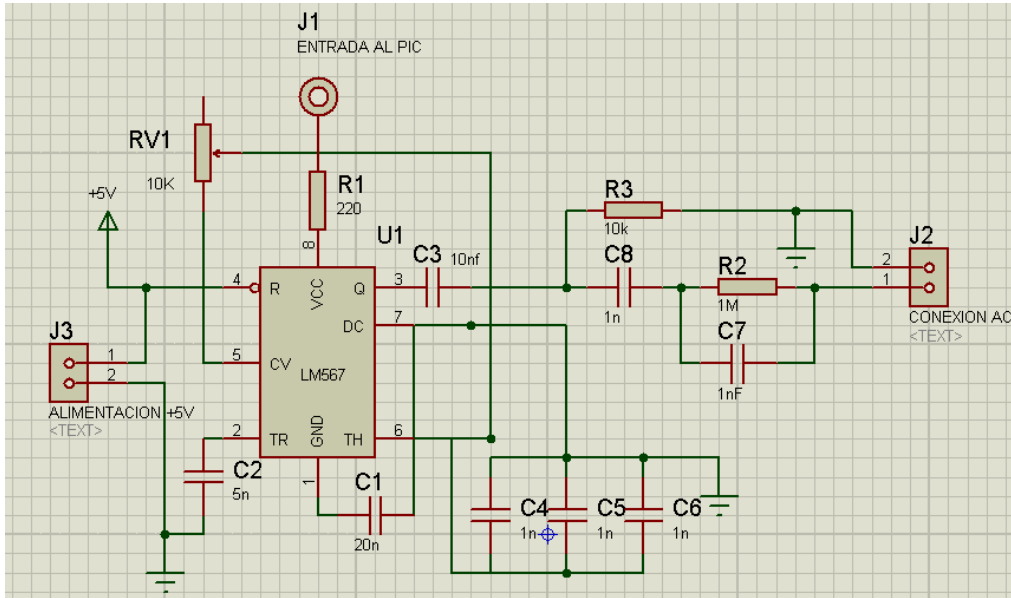 J1
ENTRADA AL PIC
RV1
10K
+5V
R1
220
8
U1
C3
10nf
R3
10k
C8
1n
R2
1M
C7
1nF
J2
2
1
CONEXION AC
<TEXT>
4
R
VCC
Q
3
DC
7
5
CV
LM567
2
TR
GND
TH
6
1
J3
1
2
ALIMENTACION +5V
<TEXT>
C2
5n
C1
20n
C4
1n
C5
1n
C6
1n